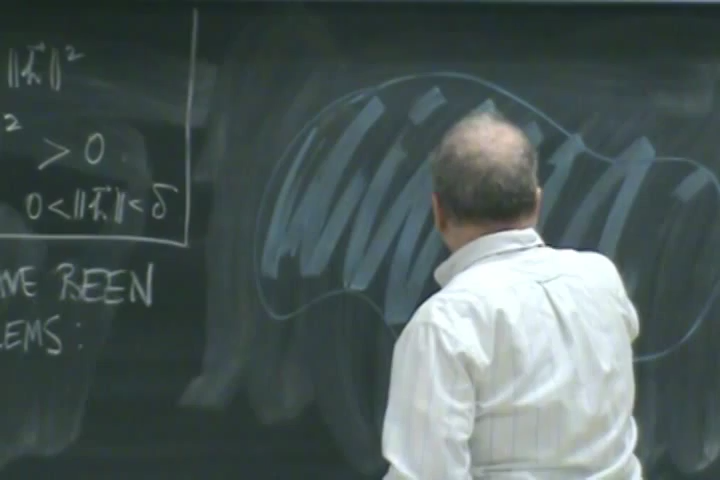 ‖h⃗‖²
² > 0
0 < ‖h⃗‖ < δ
VE BEEN
LEMS: